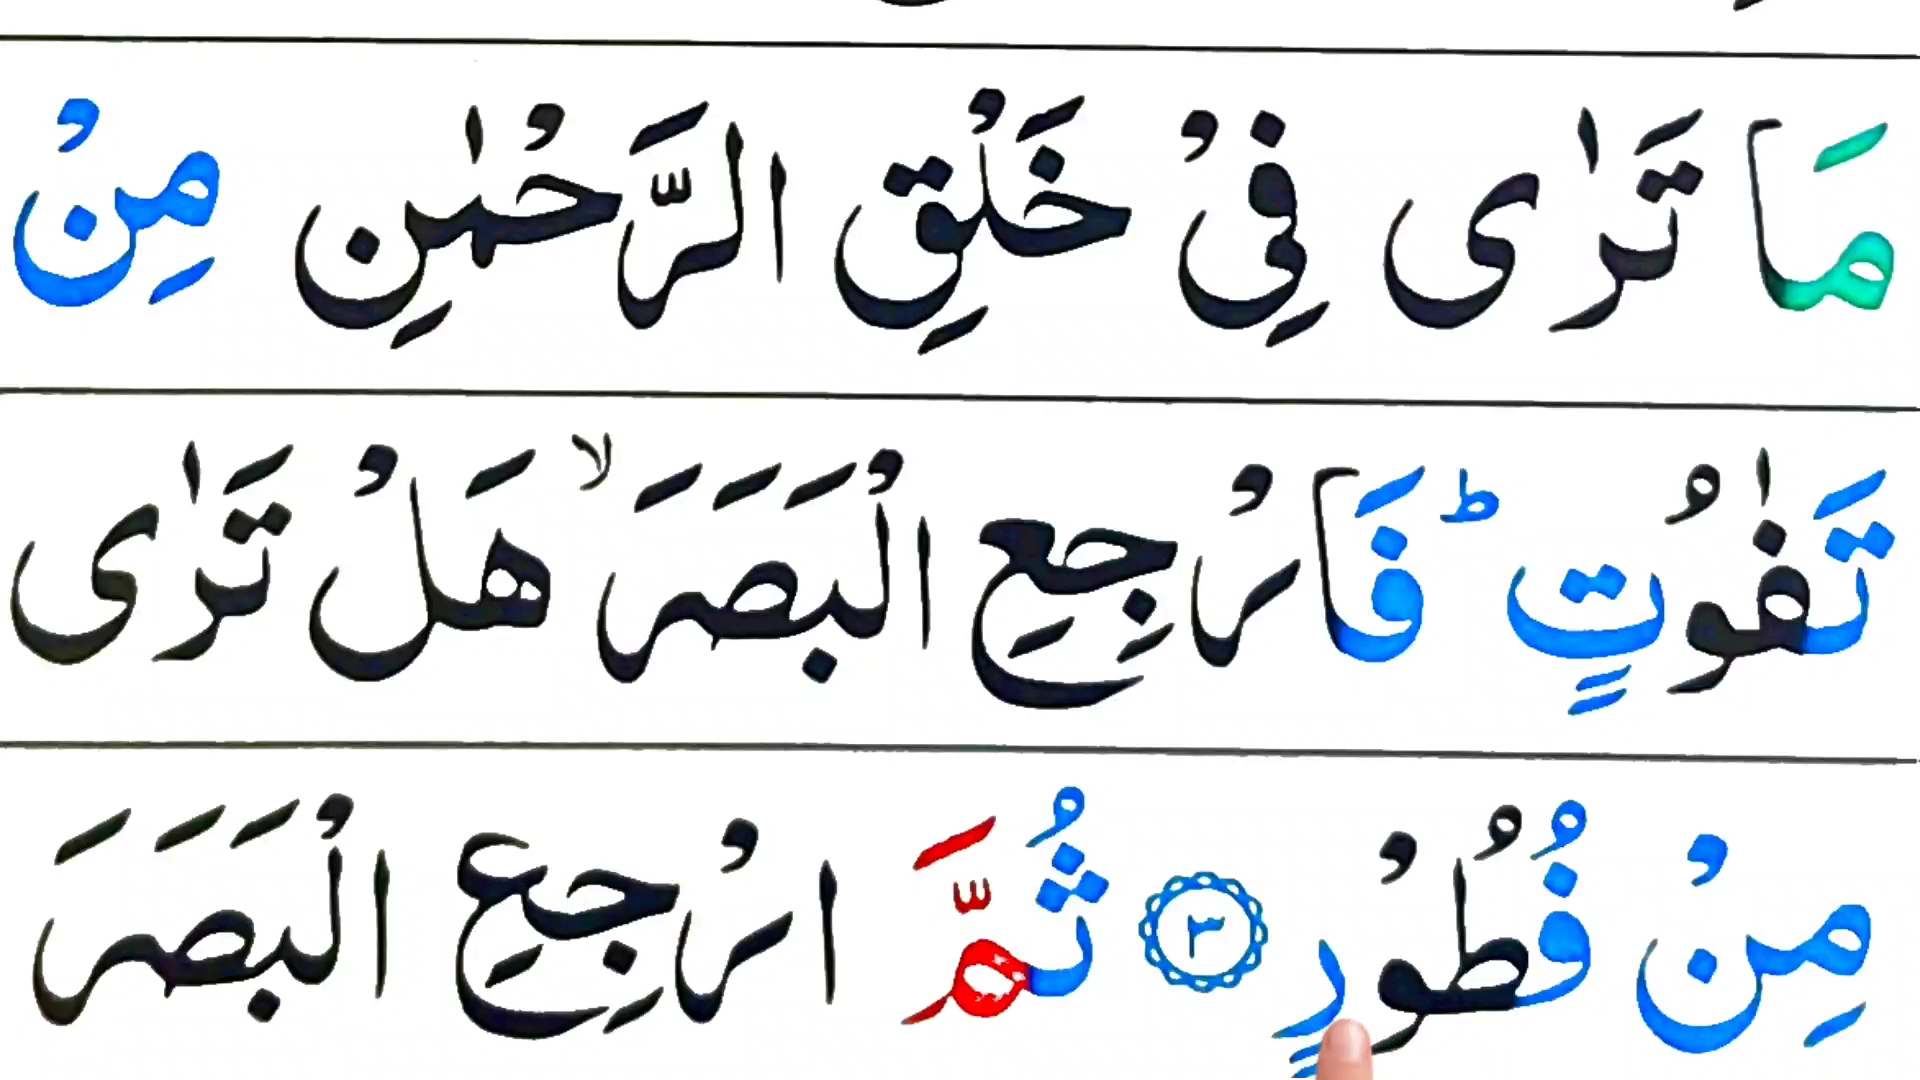 مَا تَرٰى فِىْ خَلْقِ الرَّحْمٰنِ مِنْ
تَفٰوُتٍ ؕ فَارْجِعِ الْبَصَرَ ۙ هَلْ تَرٰى
مِنْ فُطُوْرٍ ۝٣ ثُمَّ ارْجِعِ الْبَصَرَ